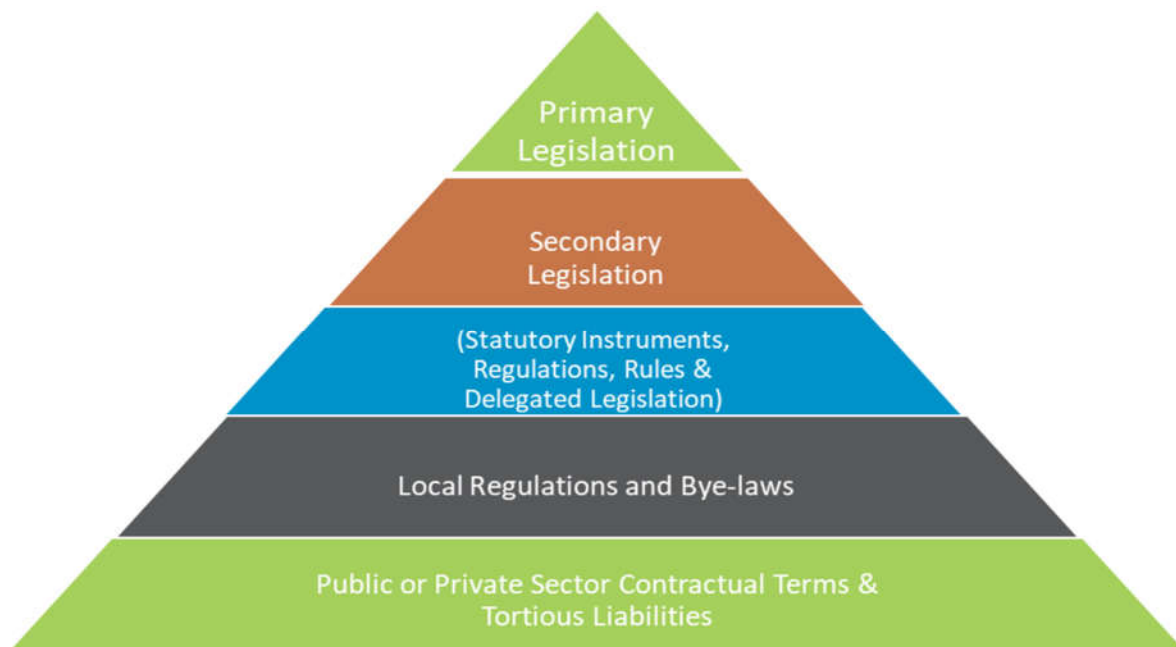 Primary
Legislation
Secondary
Legislation
(Statutory Instruments,
Regulations, Rules &
Delegated Legislation)
Local Regulations and Bye-laws
Public or Private Sector Contractual Terms &
Tortious Liabilities